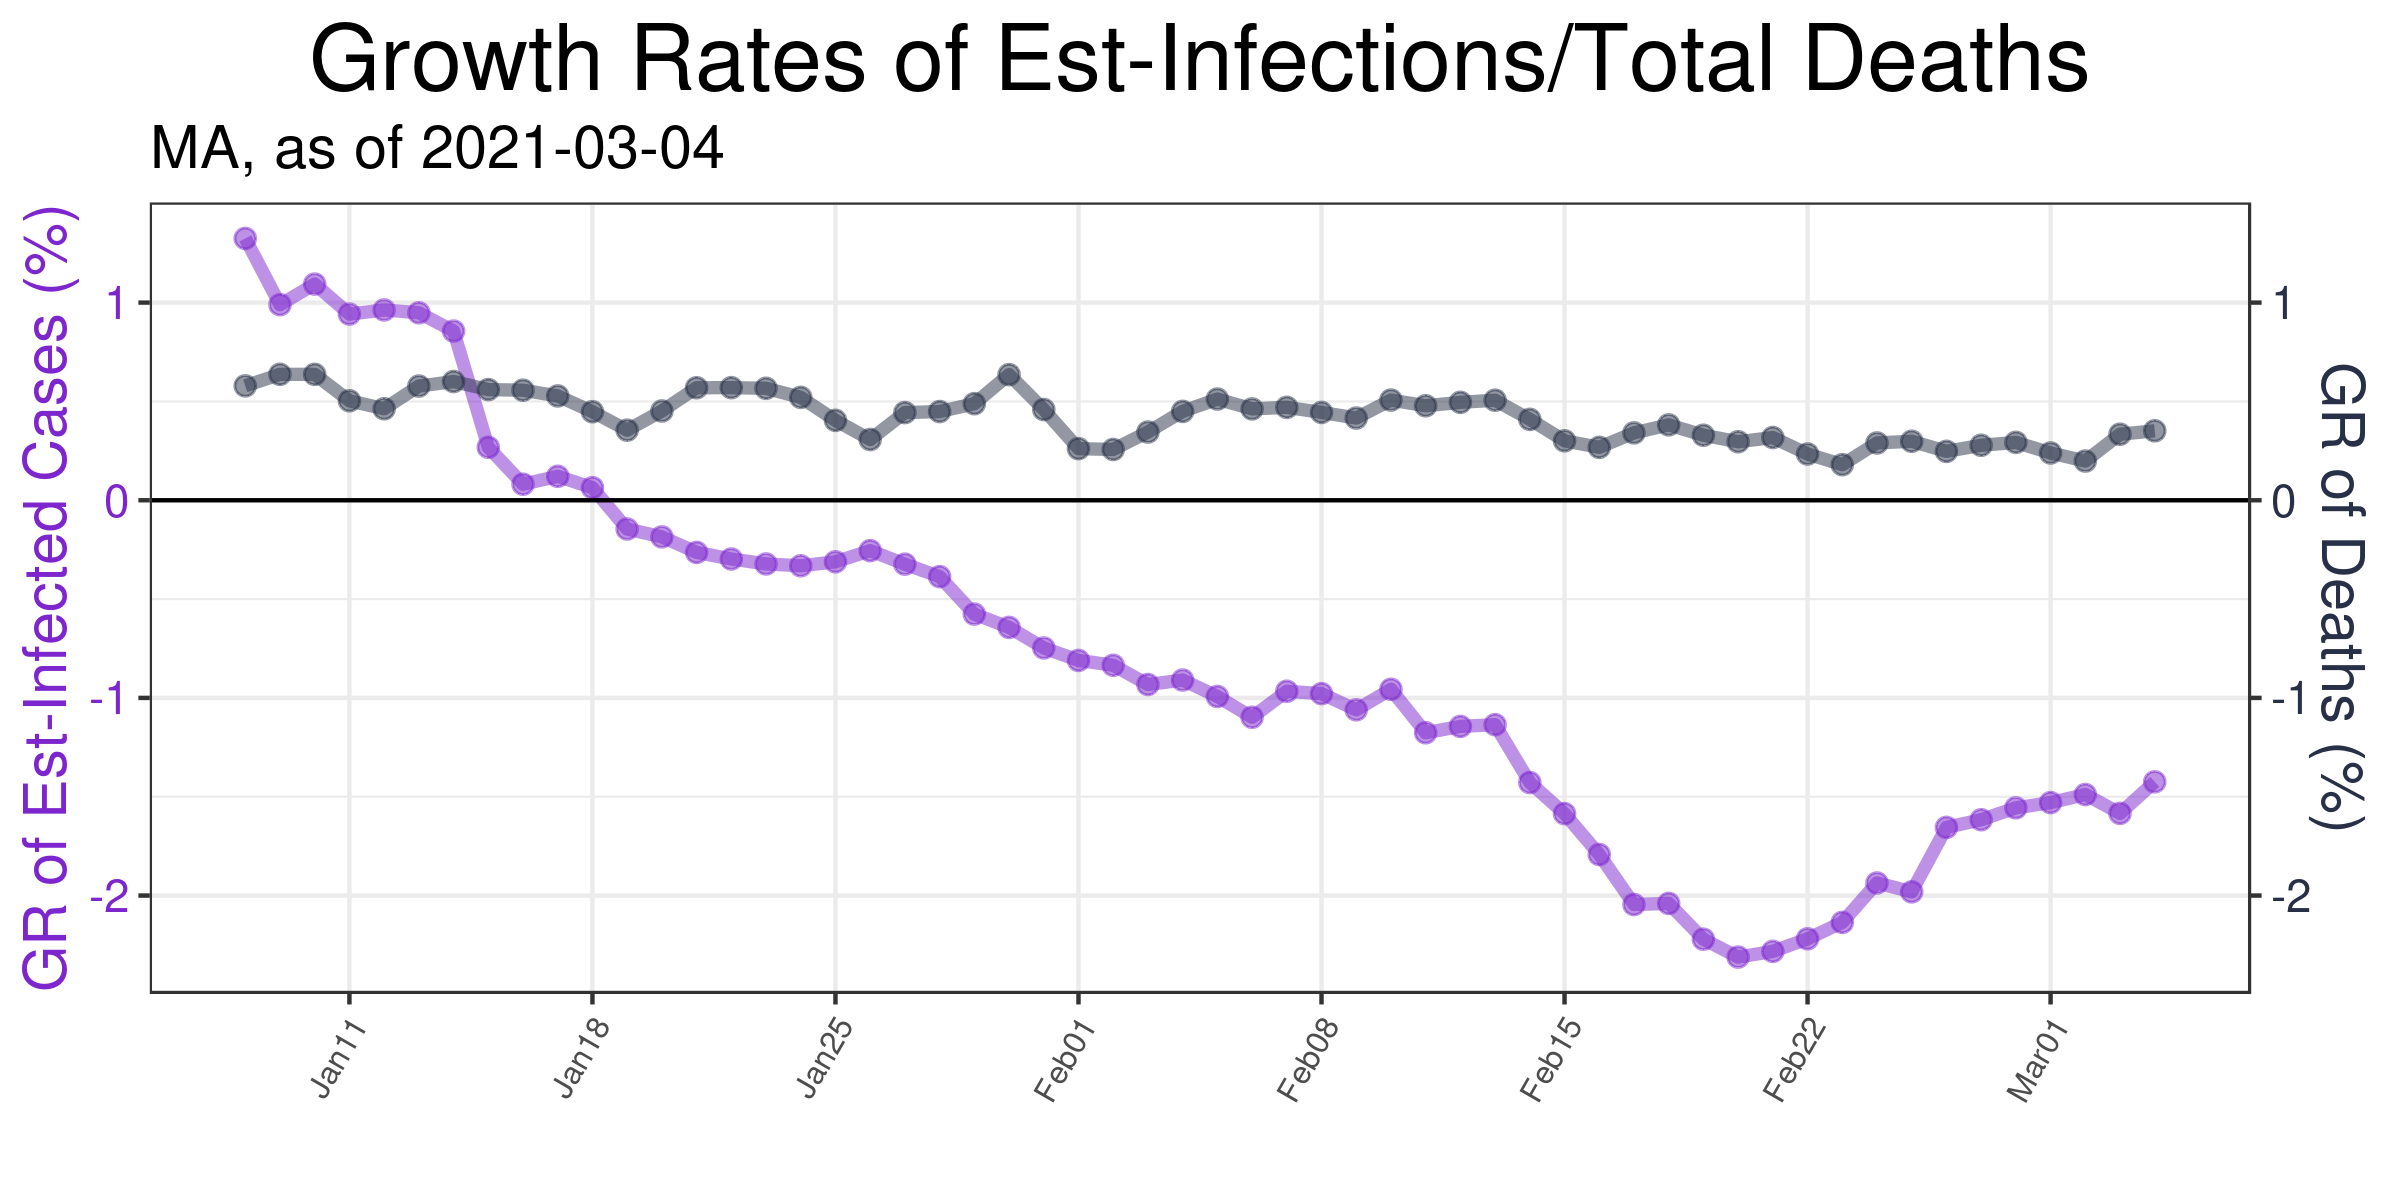 Growth Rates of Est-Infections/Total Deaths
MA, as of 2021-03-04
GR of Est-Infected Cases (%)
1
0
-1
-2
1
0
-1
-2
GR of Deaths (%)
Jan11
Jan18
Jan25
Feb01
Feb08
Feb15
Feb22
Mar01